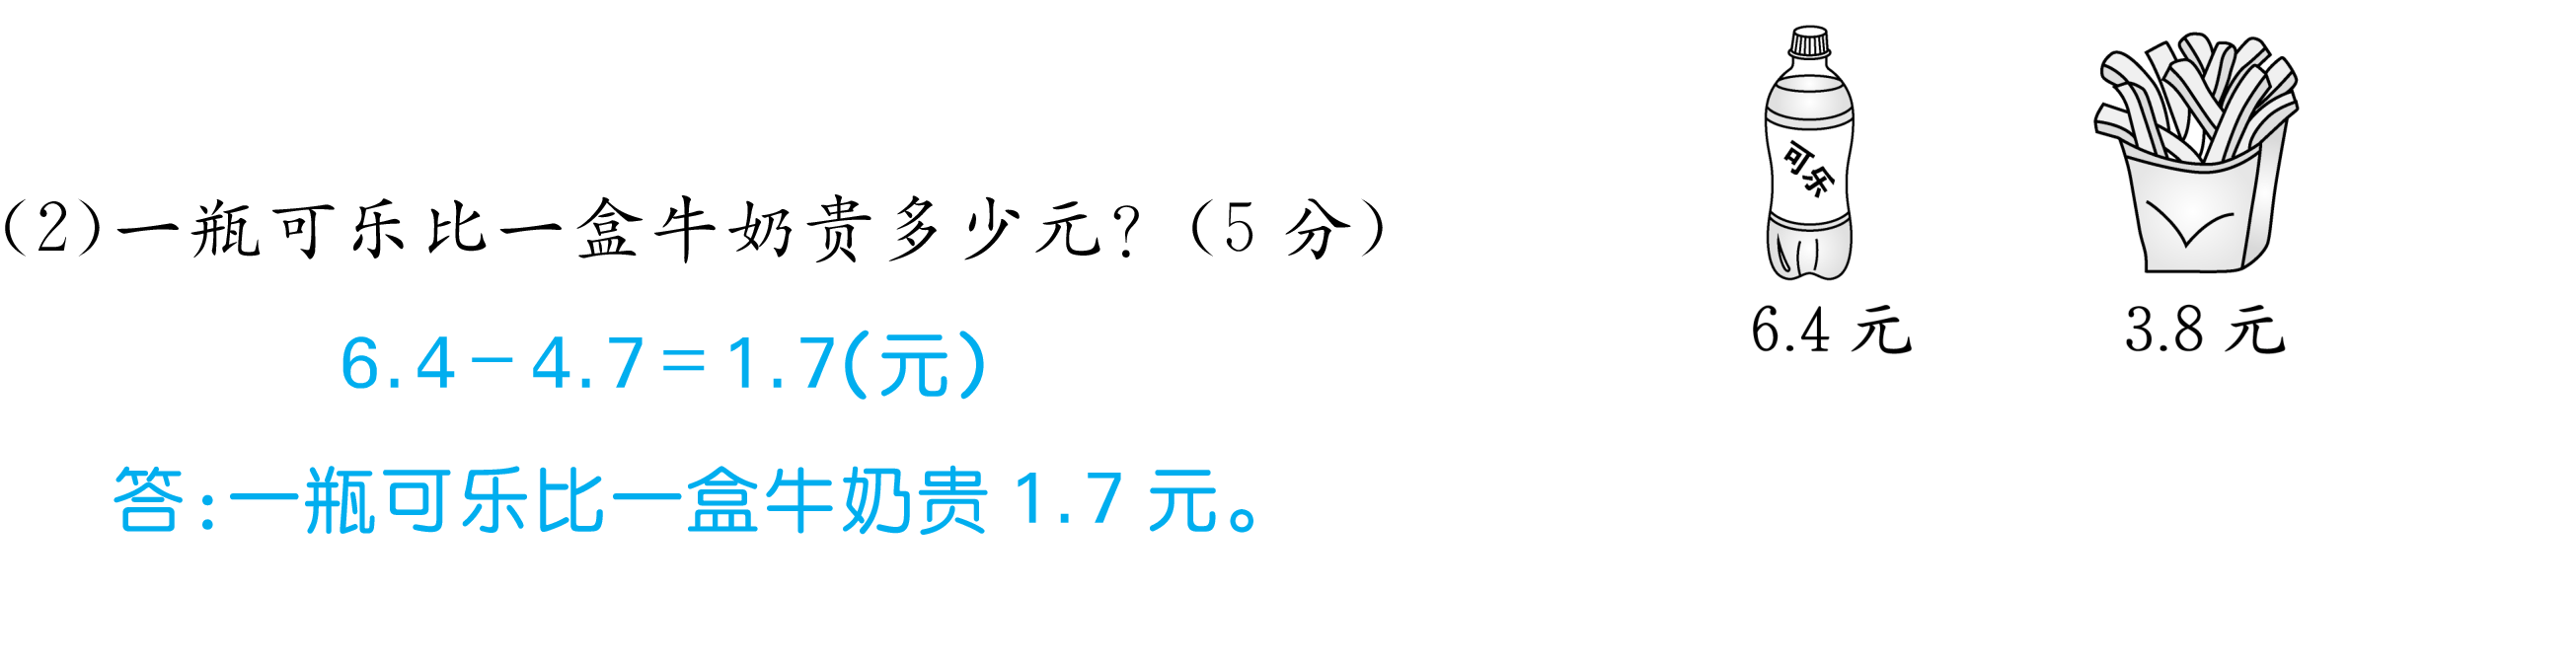 可乐
6.4 元
3.8 元
(2)一瓶可乐比一盒牛奶贵多少元?(5 分)
6.4-4.7=1.7(元)
答:一瓶可乐比一盒牛奶贵 1.7 元。